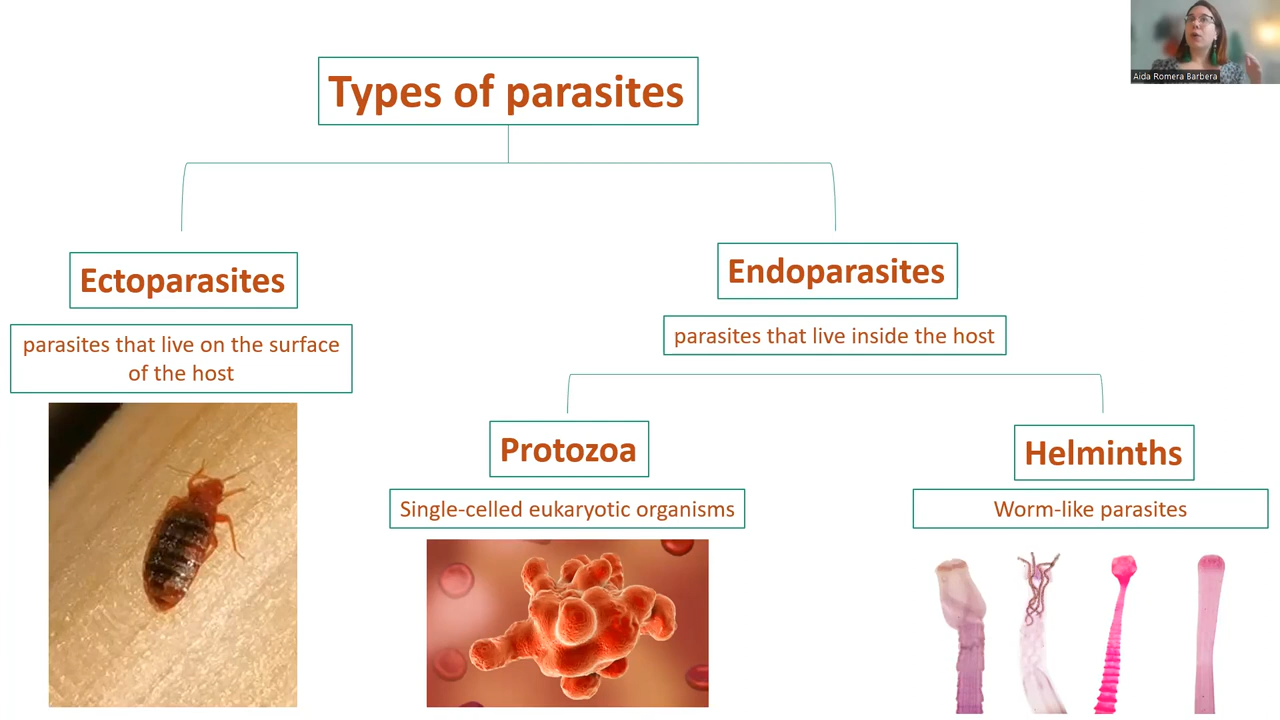 Types of parasites
Aida Romera Barbera
Ectoparasites
parasites that live on the surface
of the host
Endoparasites
parasites that live inside the host
Protozoa
Single-celled eukaryotic organisms
Helminths
Worm-like parasites